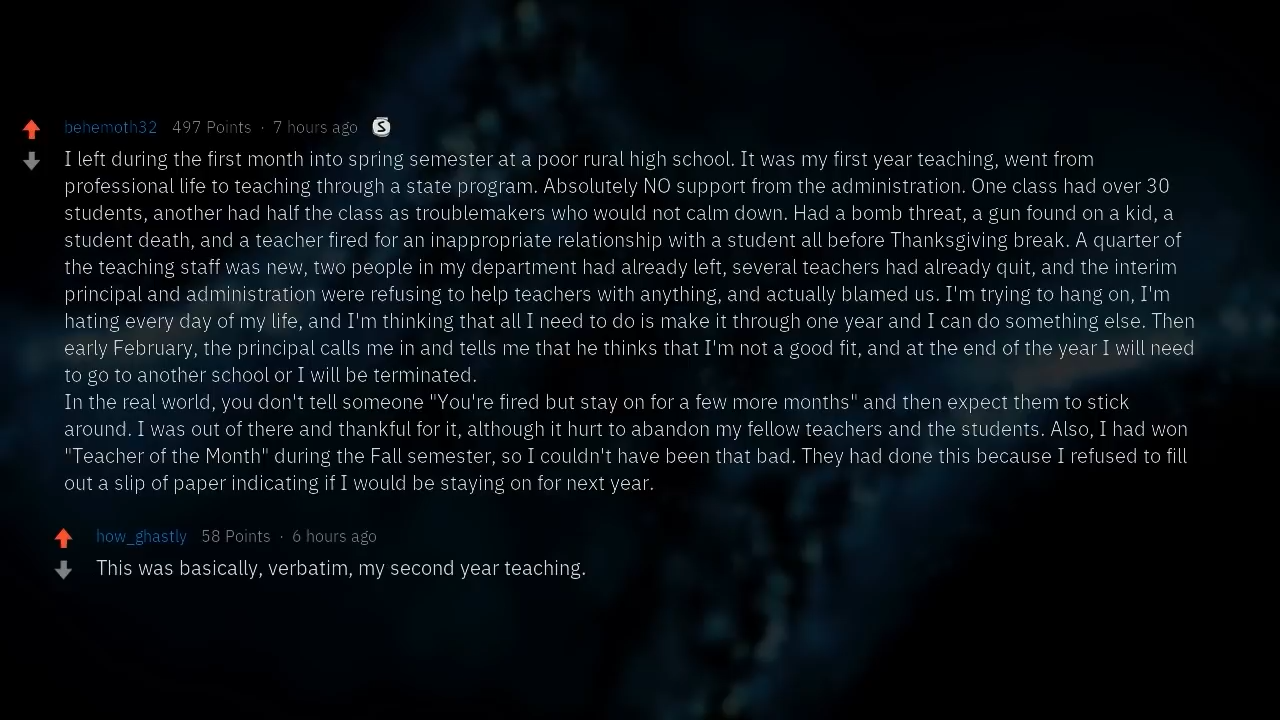 behemoth32 497 Points · 7 hours ago S
I left during the first month into spring semester at a poor rural high school. It was my first year teaching, went from
professional life to teaching through a state program. Absolutely NO support from the administration. One class had over 30
students, another had half the class as troublemakers who would not calm down. Had a bomb threat, a gun found on a kid, a
student death, and a teacher fired for an inappropriate relationship with a student all before Thanksgiving break. A quarter of
the teaching staff was new, two people in my department had already left, several teachers had already quit, and the interim
principal and administration were refusing to help teachers with anything, and actually blamed us. I'm trying to hang on, I'm
hating every day of my life, and I'm thinking that all I need to do is make it through one year and I can do something else. Then
early February, the principal calls me in and tells me that he thinks that I'm not a good fit, and at the end of the year I will need
to go to another school or I will be terminated.
In the real world, you don't tell someone "You're fired but stay on for a few more months" and then expect them to stick
around. I was out of there and thankful for it, although it hurt to abandon my fellow teachers and the students. Also, I had won
"Teacher of the Month" during the Fall semester, so I couldn't have been that bad. They had done this because I refused to fill
out a slip of paper indicating if I would be staying on for next year.
how_ghastly 58 Points · 6 hours ago
This was basically, verbatim, my second year teaching.